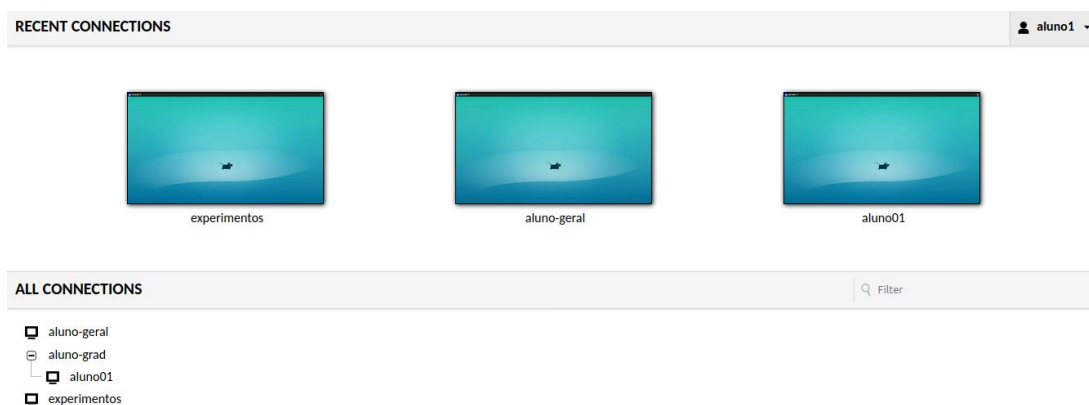 RECENT CONNECTIONS
aluno1
experimentos
aluno-geral
aluno01
ALL CONNECTIONS
Filter
aluno-geral
aluno-grad
aluno01
experimentos